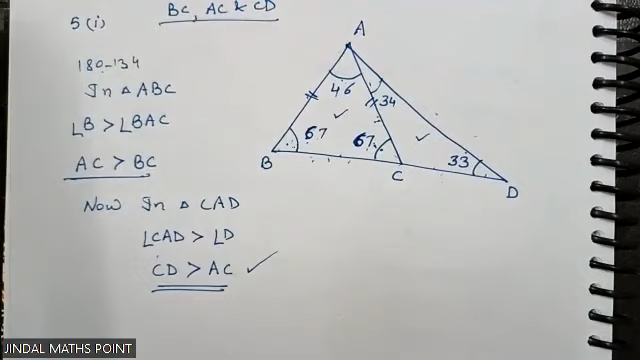 BC, AC & CD
5(i)
180-134
In △ABC
∠B > ∠BAC
AC > BC
Now In △CAD
∠CAD > ∠D
CD > AC ✓
A
46
34
67
67
33
B
C
D
JINDAL MATHS POINT